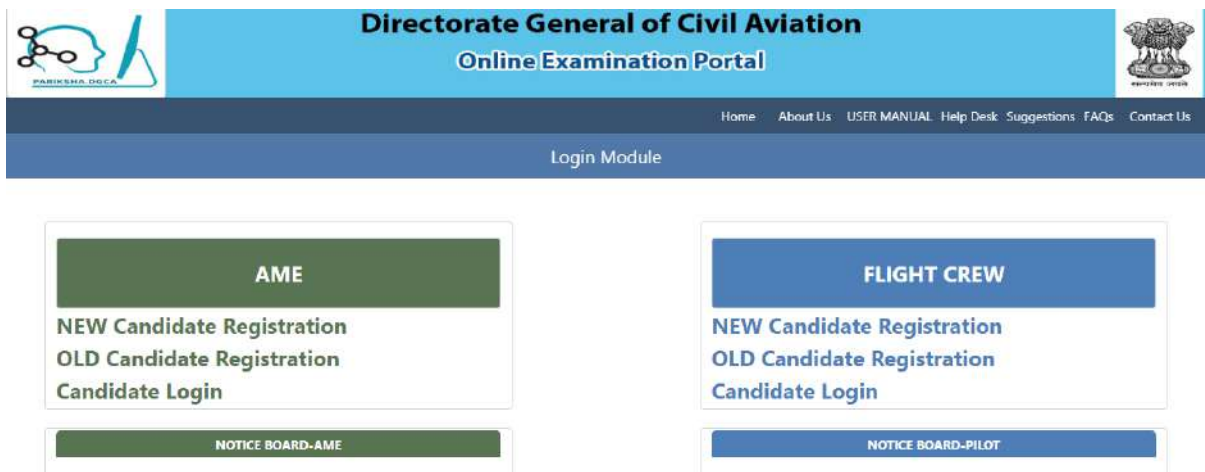 Directorate General of Civil Aviation
Online Examination Portal
PARIKSHA.DGCA
Home About Us USER MANUAL Help Desk Suggestions FAQs Contact Us
Login Module
AME
NEW Candidate Registration
OLD Candidate Registration
Candidate Login
NOTICE BOARD-AME
FLIGHT CREW
NEW Candidate Registration
OLD Candidate Registration
Candidate Login
NOTICE BOARD-PILOT